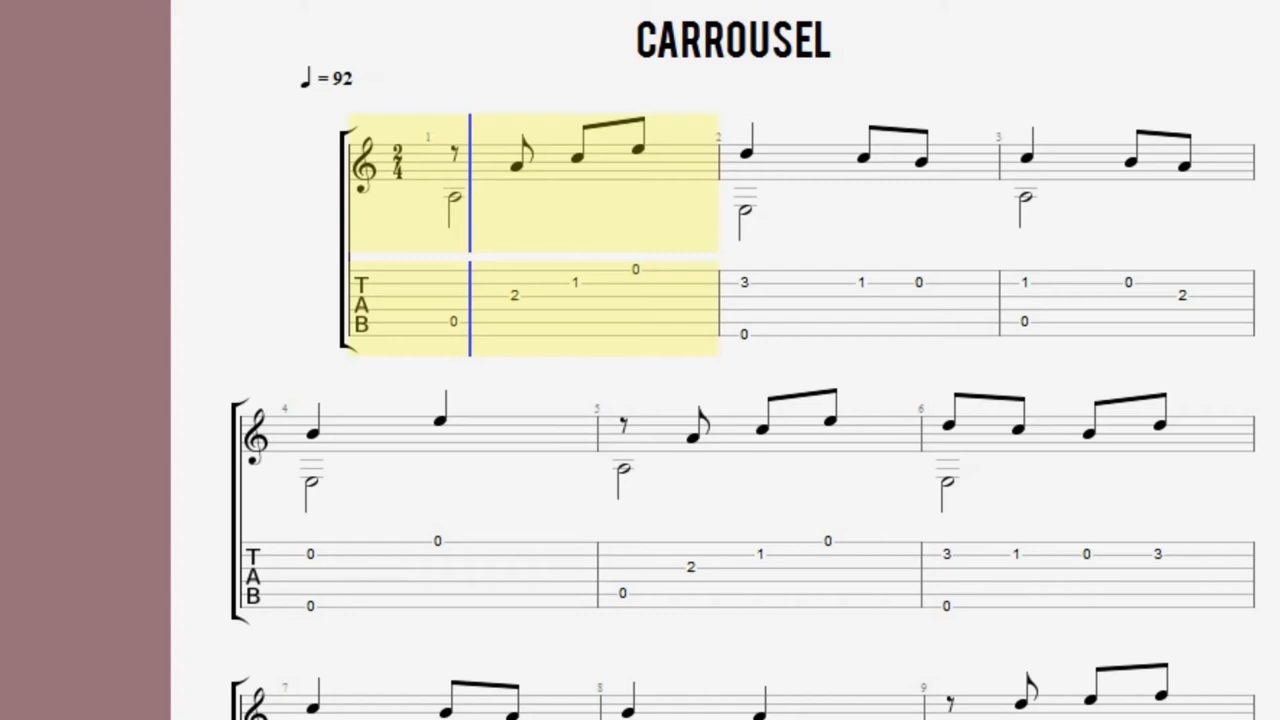 CARROUSEL
♩ = 92
1 2 3
2
4
T
A
B
0 2 1 0 3 0 1 0 1 0 0 2
4 5 6
T
A
B
0 0 0 0 2 1 0 3 0 1 0 3
7 8 9